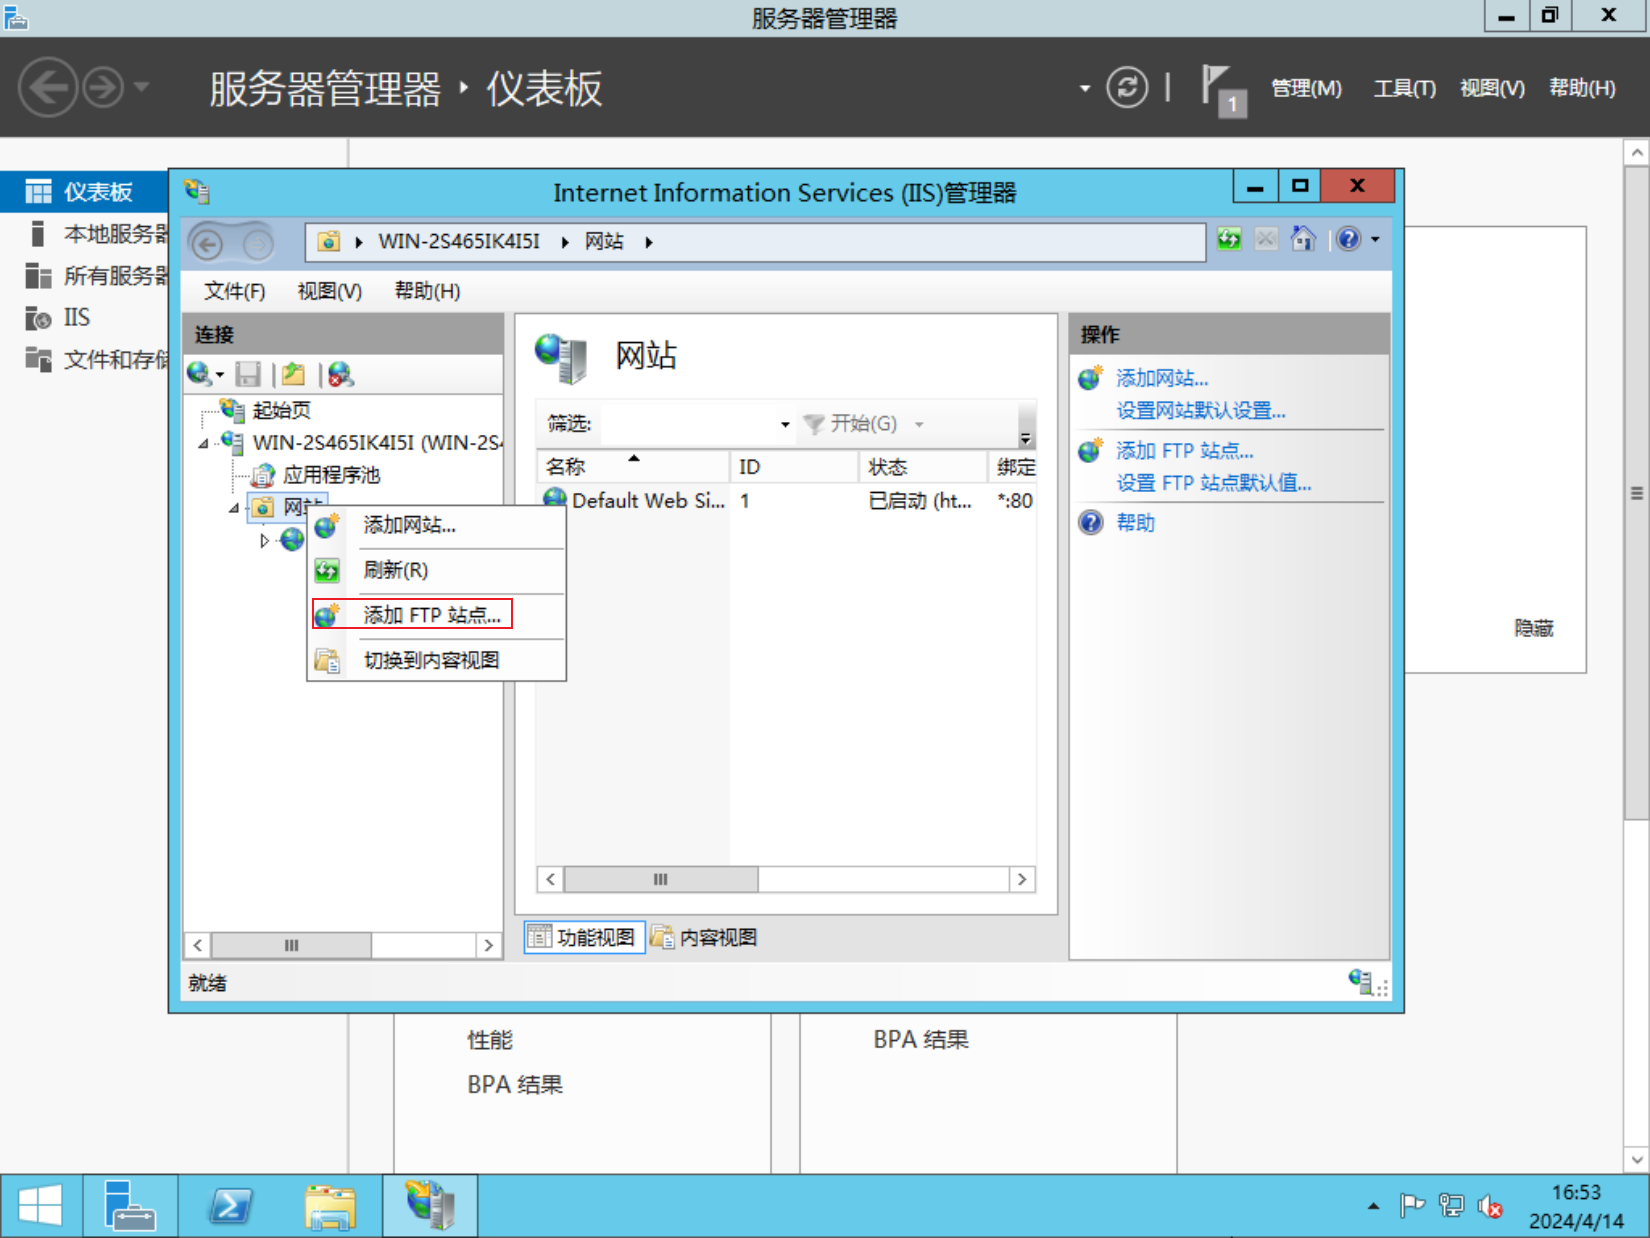 服务器管理器
服务器管理器 ‣ 仪表板
1
管理(M)
工具(T)
视图(V)
帮助(H)
仪表板
本地服务器
所有服务器
IIS
文件和存储
Internet Information Services (IIS)管理器
WIN-2S465IK4I5I
网站
文件(F)
视图(V)
帮助(H)
连接
起始页
WIN-2S465IK4I5I (WIN-2S4
应用程序池
网站
添加网站...
刷新(R)
添加 FTP 站点...
切换到内容视图
网站
筛选:
开始(G)
名称
ID
状态
绑定
Default Web Si...
1
已启动 (ht...
*:80
功能视图
内容视图
操作
添加网站...
设置网站默认设置...
添加 FTP 站点...
设置 FTP 站点默认值...
帮助
就绪
隐藏
性能
BPA 结果
BPA 结果
16:53
2024/4/14